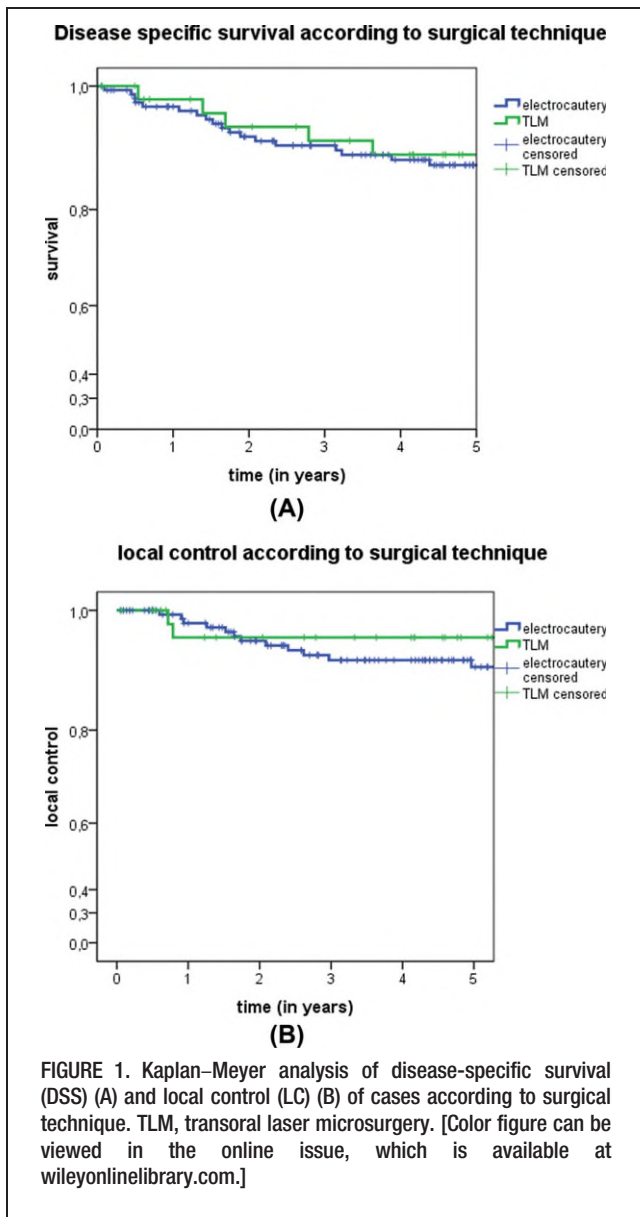 Disease specific survival according to surgical technique
1,0
0,8
0,6
0,4
0,3
0,0
survival
0
1
2
3
4
5
time (in years)
electrocautery
TLM
electrocautery
censored
TLM censored
(A)
local control according to surgical technique
1,0
0,8
0,6
0,4
0,3
0,0
local control
0
1
2
3
4
5
time (in years)
electrocautery
TLM
electrocautery
censored
TLM censored
(B)
FIGURE 1. Kaplan–Meyer analysis of disease-specific survival
(DSS) (A) and local control (LC) (B) of cases according to surgical
technique. TLM, transoral laser microsurgery. [Color figure can be
viewed in the online issue, which is available at
wileyonlinelibrary.com.]